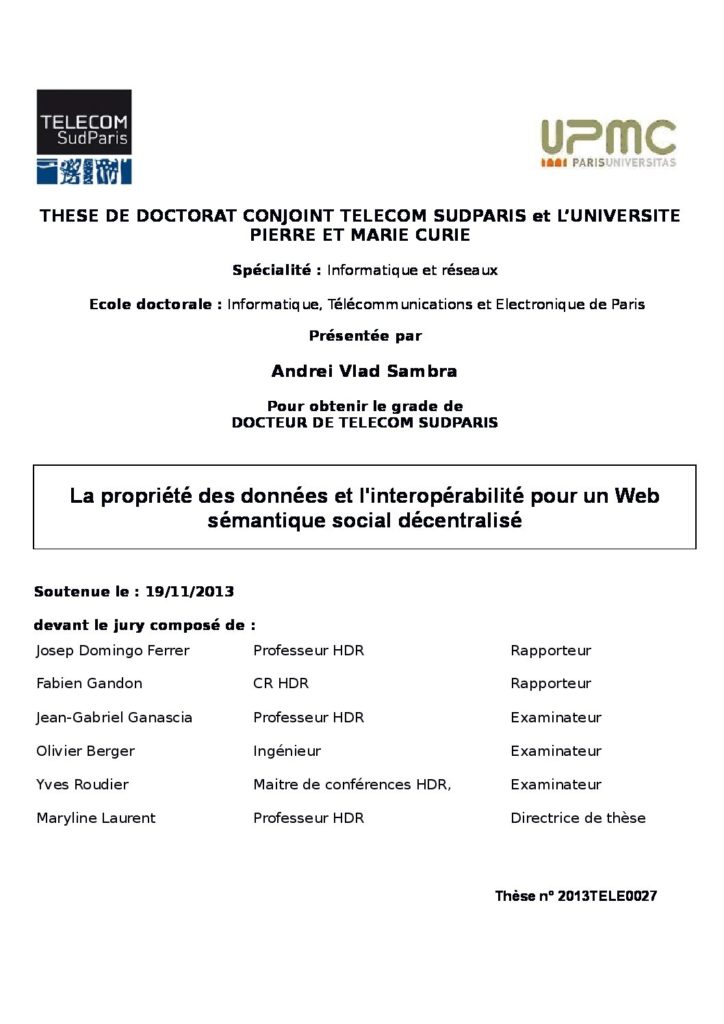 TELECOM
SudParis
UPMC
PARISUNIVERSITAS
THESE DE DOCTORAT CONJOINT TELECOM SUDPARIS et L’UNIVERSITE
PIERRE ET MARIE CURIE
Spécialité : Informatique et réseaux
Ecole doctorale : Informatique, Télécommunications et Electronique de Paris
Présentée par
Andrei Vlad Sambra
Pour obtenir le grade de
DOCTEUR DE TELECOM SUDPARIS
La propriété des données et l'interopérabilité pour un Web
sémantique social décentralisé
Soutenue le : 19/11/2013
devant le jury composé de :
Josep Domingo Ferrer Professeur HDR Rapporteur
Fabien Gandon CR HDR Rapporteur
Jean-Gabriel Ganascia Professeur HDR Examinateur
Olivier Berger Ingénieur Examinateur
Yves Roudier Maitre de conférences HDR, Examinateur
Maryline Laurent Professeur HDR Directrice de thèse
Thèse n° 2013TELE0027